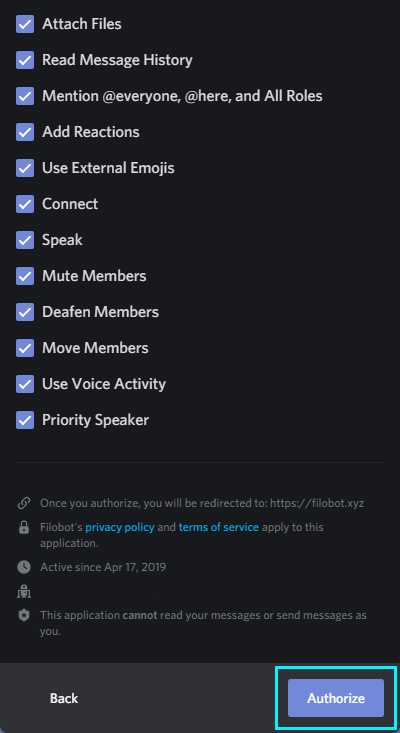 Attach Files
Read Message History
Mention @everyone, @here, and All Roles
Add Reactions
Use External Emojis
Connect
Speak
Mute Members
Deafen Members
Move Members
Use Voice Activity
Priority Speaker
Once you authorize, you will be redirected to: https://filobot.xyz
Filobot's privacy policy and terms of service apply to this
application.
Active since Apr 17, 2019
This application cannot read your messages or send messages as
you.
Back
Authorize